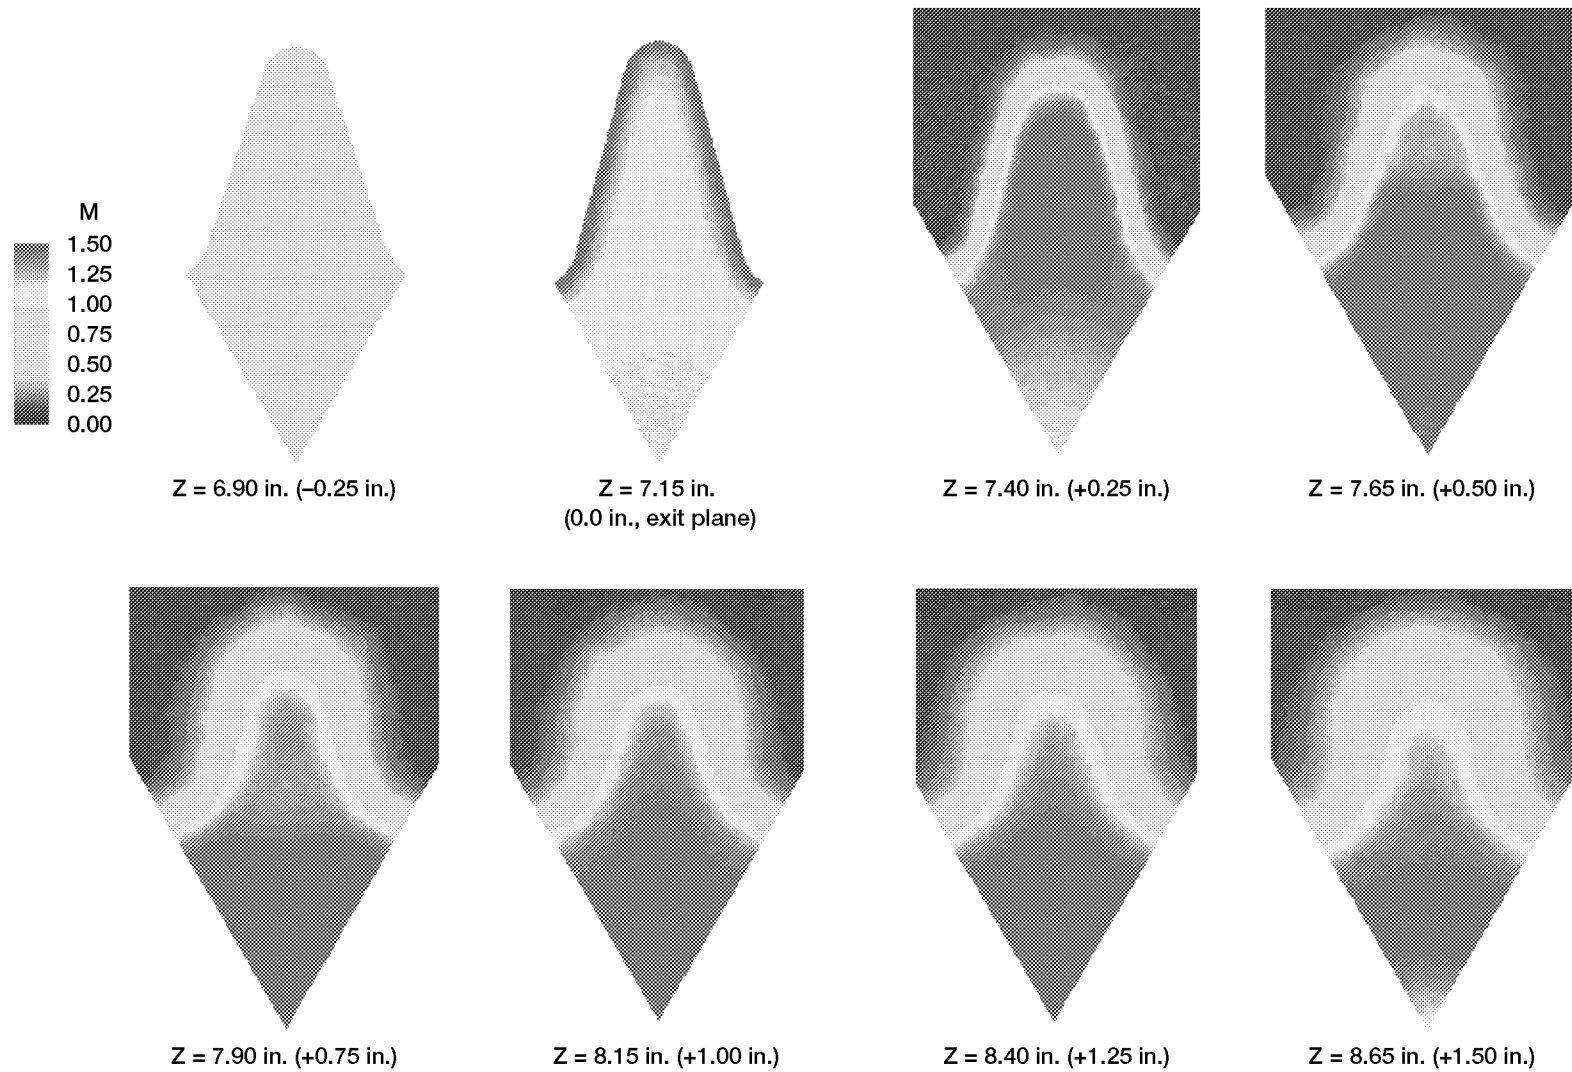 M
1.50
1.25
1.00
0.75
0.50
0.25
0.00
Z = 6.90 in. (–0.25 in.)
Z = 7.15 in.
(0.0 in., exit plane)
Z = 7.40 in. (+0.25 in.)
Z = 7.65 in. (+0.50 in.)
Z = 7.90 in. (+0.75 in.)
Z = 8.15 in. (+1.00 in.)
Z = 8.40 in. (+1.25 in.)
Z = 8.65 in. (+1.50 in.)